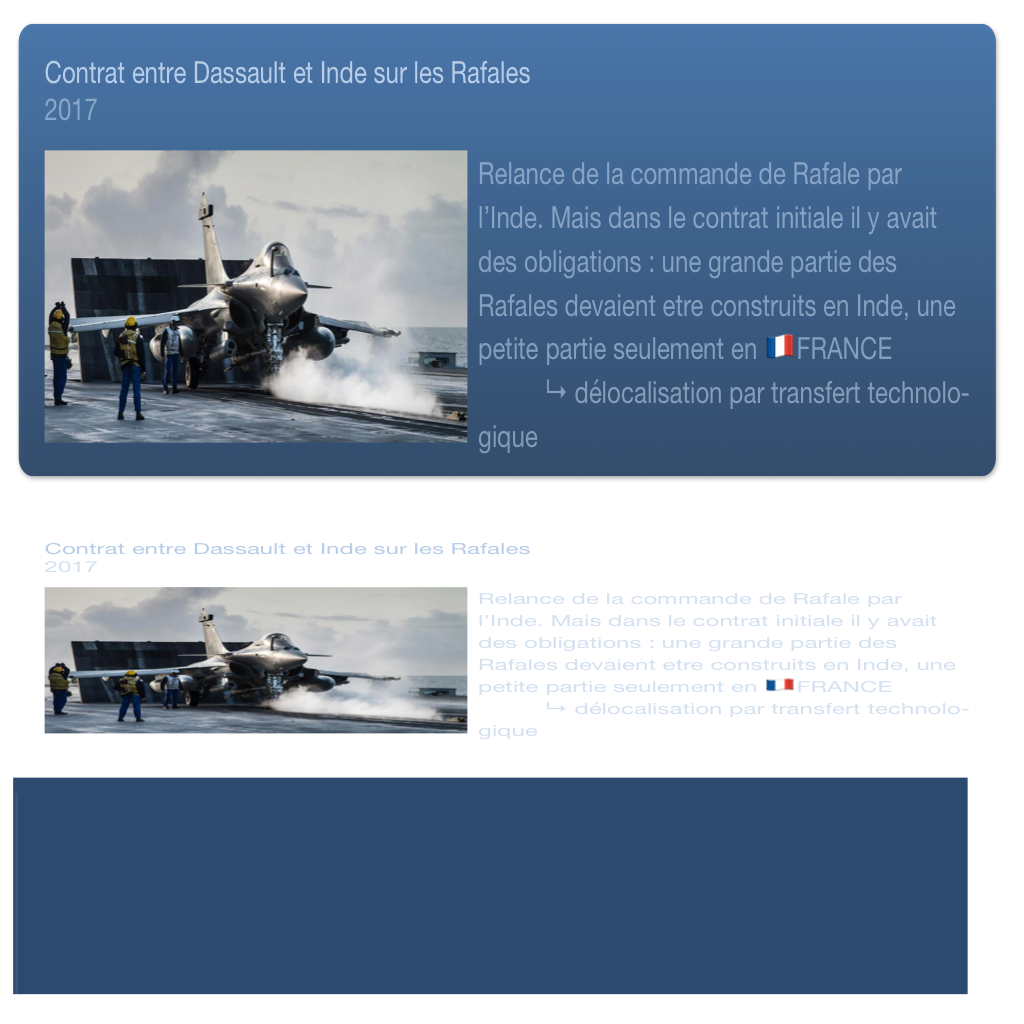 Contrat entre Dassault et Inde sur les Rafales
2017
Relance de la commande de Rafale par
l’Inde. Mais dans le contrat initiale il y avait
des obligations : une grande partie des
Rafales devaient etre construits en Inde, une
petite partie seulement en 🇫🇷FRANCE
↳ délocalisation par transfert technolo-
gique
Contrat entre Dassault et Inde sur les Rafales
2017
Relance de la commande de Rafale par
l’Inde. Mais dans le contrat initiale il y avait
des obligations : une grande partie des
Rafales devaient etre construits en Inde, une
petite partie seulement en 🇫🇷FRANCE
↳ délocalisation par transfert technolo-
gique